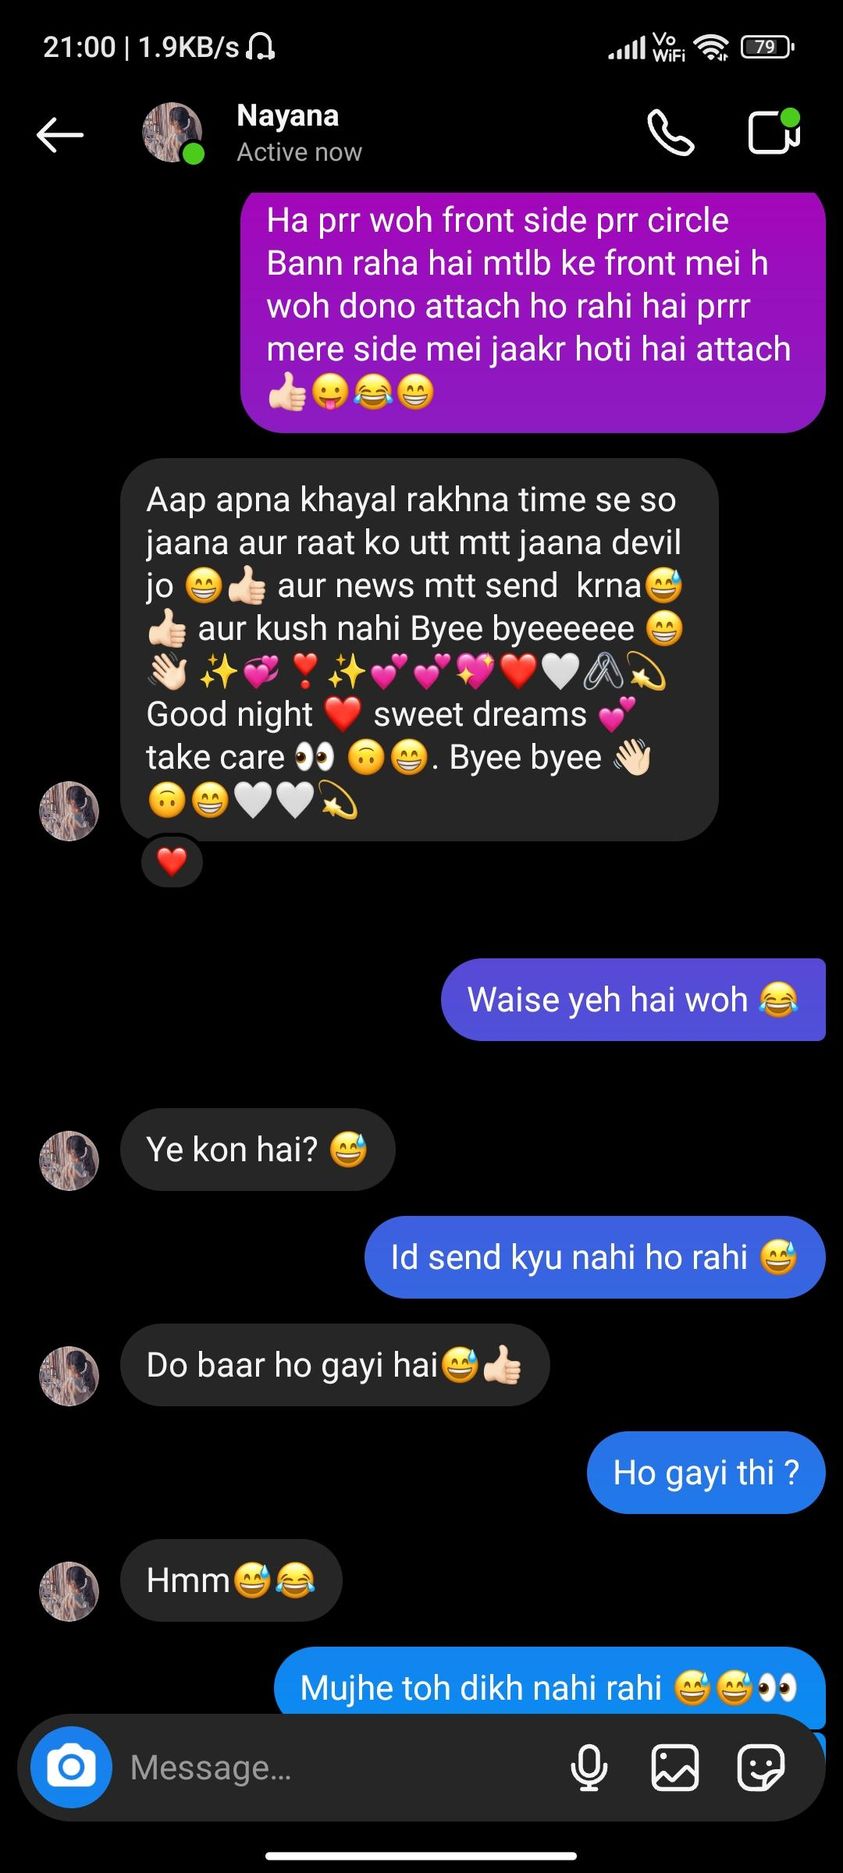 21:00 | 1.9KB/s
Vo
WiFi
79
Nayana
Active now
Ha prr woh front side prr circle
Bann raha hai mtlb ke front mei h
woh dono attach ho rahi hai prrr
mere side mei jaakr hoti hai attach
👍🏻😛😂😁
Aap apna khayal rakhna time se so
jaana aur raat ko utt mtt jaana devil
jo 😁👍🏻 aur news mtt send  krna😅
👍🏻 aur kush nahi Byee byeeeeee 😁
👋🏻 ✨💞❣️✨💕💕💖❤️🤍🖇️💫
Good night ❤️ sweet dreams 💕
take care 👀 🙃😁. Byee byee 👋🏻
🙃😁🤍🤍💫
❤️
Waise yeh hai woh 😂
Ye kon hai? 😅
Id send kyu nahi ho rahi 😅
Do baar ho gayi hai😅👍🏻
Ho gayi thi ?
Hmm😅😂
Mujhe toh dikh nahi rahi 😅😅👀
Message...